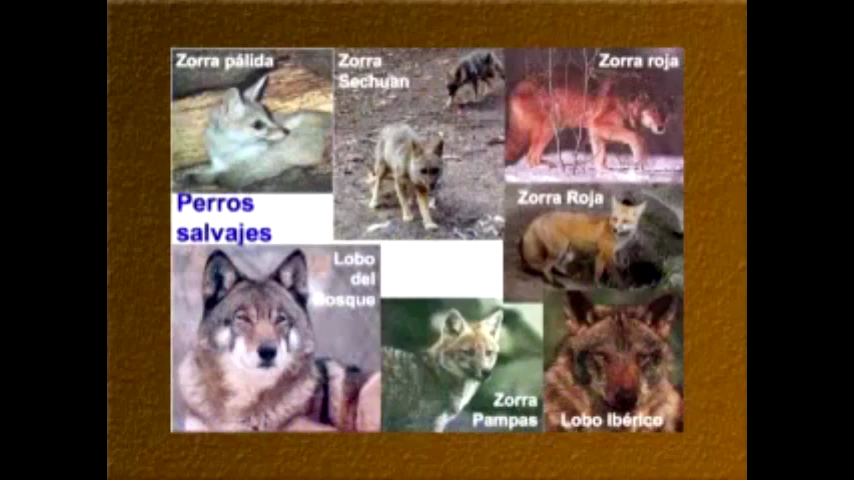 Zorra pálida
Zorra
Sechuan
Zorra roja
Perros
salvajes
Zorra Roja
Lobo
del
Bosque
Zorra
Pampas
Lobo Ibérico